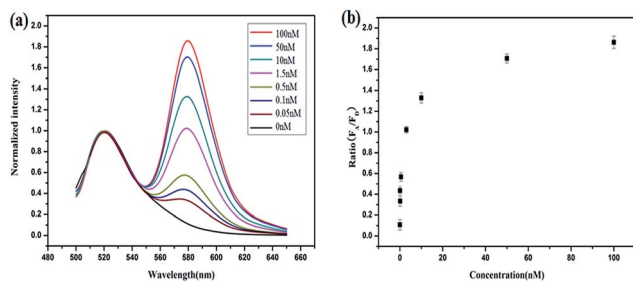 (a)
Normalized intensity
2.0
1.8
1.6
1.4
1.2
1.0
0.8
0.6
0.4
0.2
0.0
100nM
50nM
10nM
1.5nM
0.5nM
0.1nM
0.05nM
0nM
480 500 520 540 560 580 600 620 640 660
Wavelength(nm)
(b)
Ratio(FA/FD)
2.0
1.8
1.6
1.4
1.2
1.0
0.8
0.6
0.4
0.2
0.0
0 20 40 60 80 100
Concentration(nM)